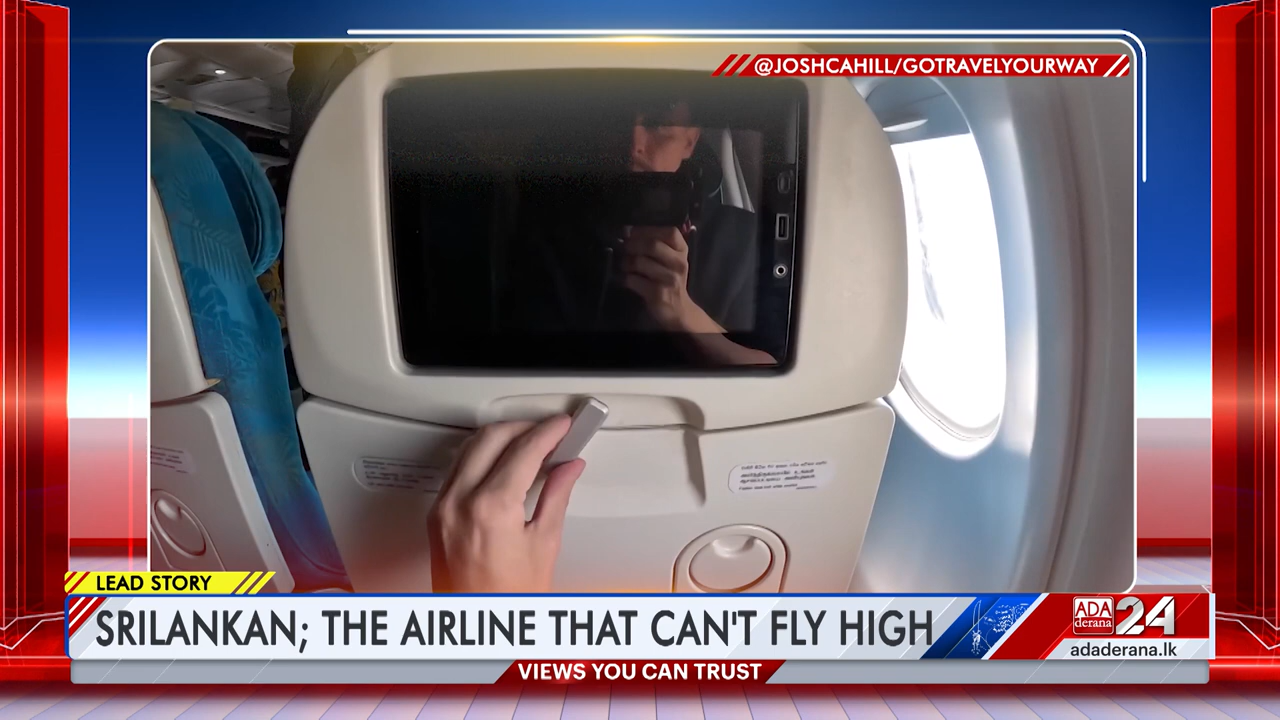 @JOSHCAHILL/GOTRAVELYOURWAY
LEAD STORY
SRILANKAN; THE AIRLINE THAT CAN'T FLY HIGH
ADA
derana
24
adaderana.lk
VIEWS YOU CAN TRUST